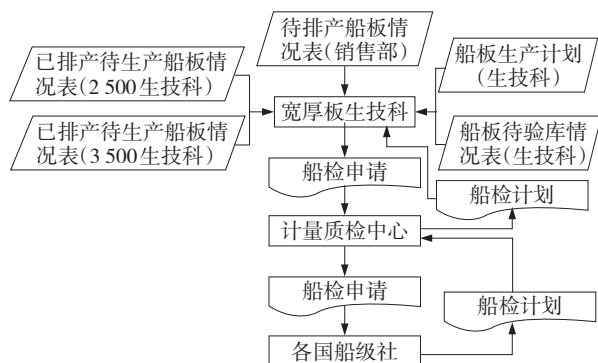 待排产船板情
况表(销售部)
已排产待生产船板情
况表(2 500生技科)
船板生产计划
(生技科)
宽厚板生技科
已排产待生产船板情
况表(3 500生技科)
船板待验库情
况表(生技科)
船检申请
船检计划
计量质检中心
船检申请
船检计划
各国船级社